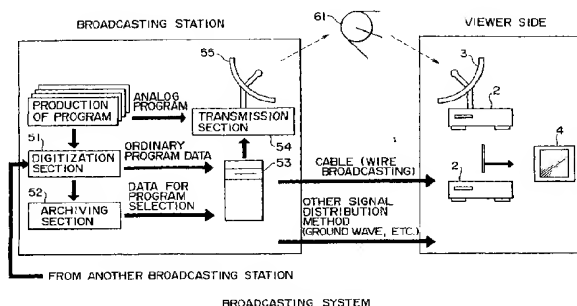 BROADCASTING STATION
VIEWER SIDE
61
55
3
PRODUCTION
OF PROGRAM
ANALOG
PROGRAM
TRANSMISSION
SECTION
2
4
51
54
DIGITIZATION
SECTION
ORDINARY
PROGRAM DATA
53
CABLE (WIRE
BROADCASTING)
2
52
ARCHIVING
SECTION
DATA FOR
PROGRAM
SELECTION
OTHER SIGNAL
DISTRIBUTION
METHOD
(GROUND WAVE, ETC.)
FROM ANOTHER BROADCASTING STATION
BROADCASTING SYSTEM